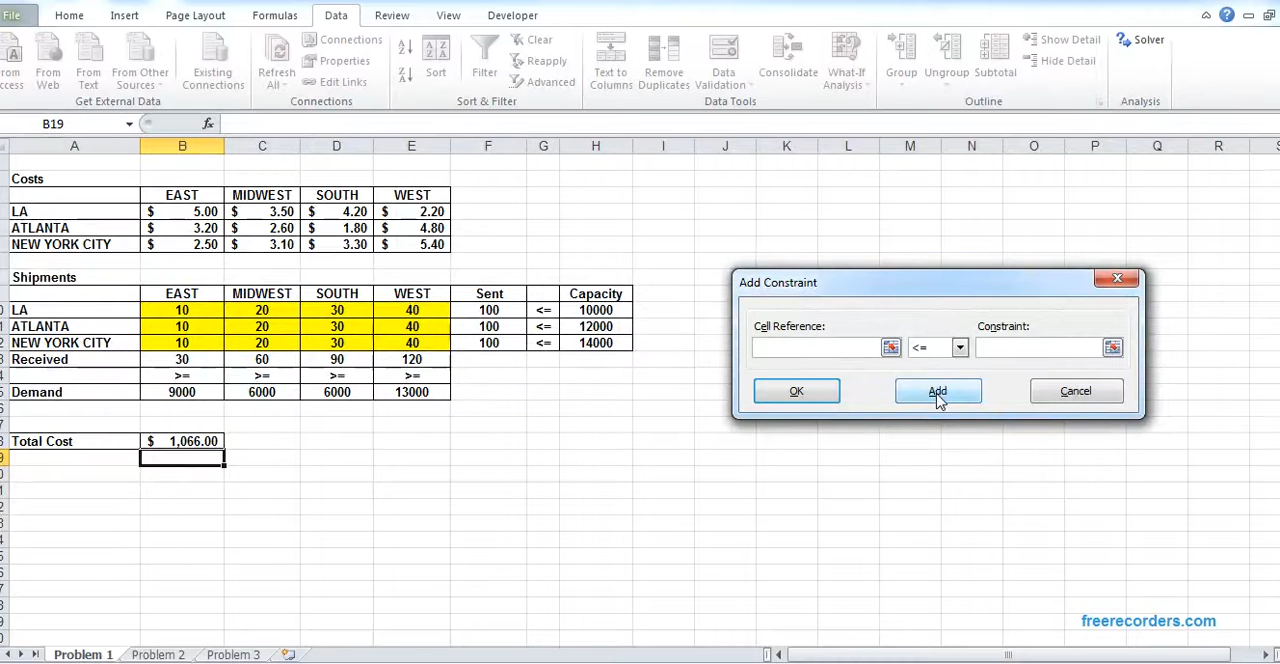 File Home Insert Page Layout Formulas Data Review View Developer
Connections Clear Show Detail Solver
Properties Reapply Hide Detail
Edit Links Advanced
From Web From Text From Other Sources Existing Connections Refresh All Sort Filter Text to Columns Remove Duplicates Data Validation Consolidate What-If Analysis Group Ungroup Subtotal
Get External Data Connections Sort & Filter Data Tools Outline Analysis
B19 fx
A B C D E F G H I J K L M N O P Q R
Costs
EAST MIDWEST SOUTH WEST
LA $ 5.00 $ 3.50 $ 4.20 $ 2.20
ATLANTA $ 3.20 $ 2.60 $ 1.80 $ 4.80
NEW YORK CITY $ 2.50 $ 3.10 $ 3.30 $ 5.40
Shipments
EAST MIDWEST SOUTH WEST Sent Capacity
LA 10 20 30 40 100 <= 10000
ATLANTA 10 20 30 40 100 <= 12000
NEW YORK CITY 10 20 30 40 100 <= 14000
Received 30 60 90 120
>= >= >= >=
Demand 9000 6000 6000 13000
Total Cost $ 1,066.00
Add Constraint
Cell Reference: Constraint:
<=
OK Add Cancel
freerecorders.com
Problem 1 Problem 2 Problem 3